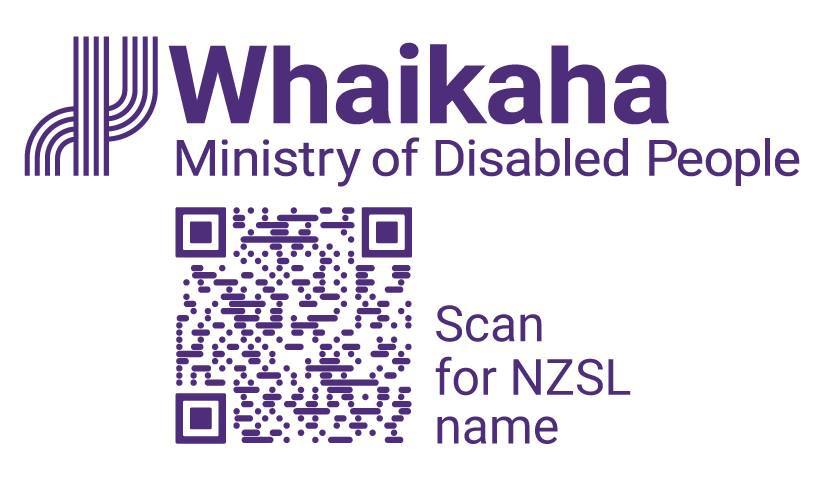 Whaikaha
Ministry of Disabled People
Scan
for NZSL
name